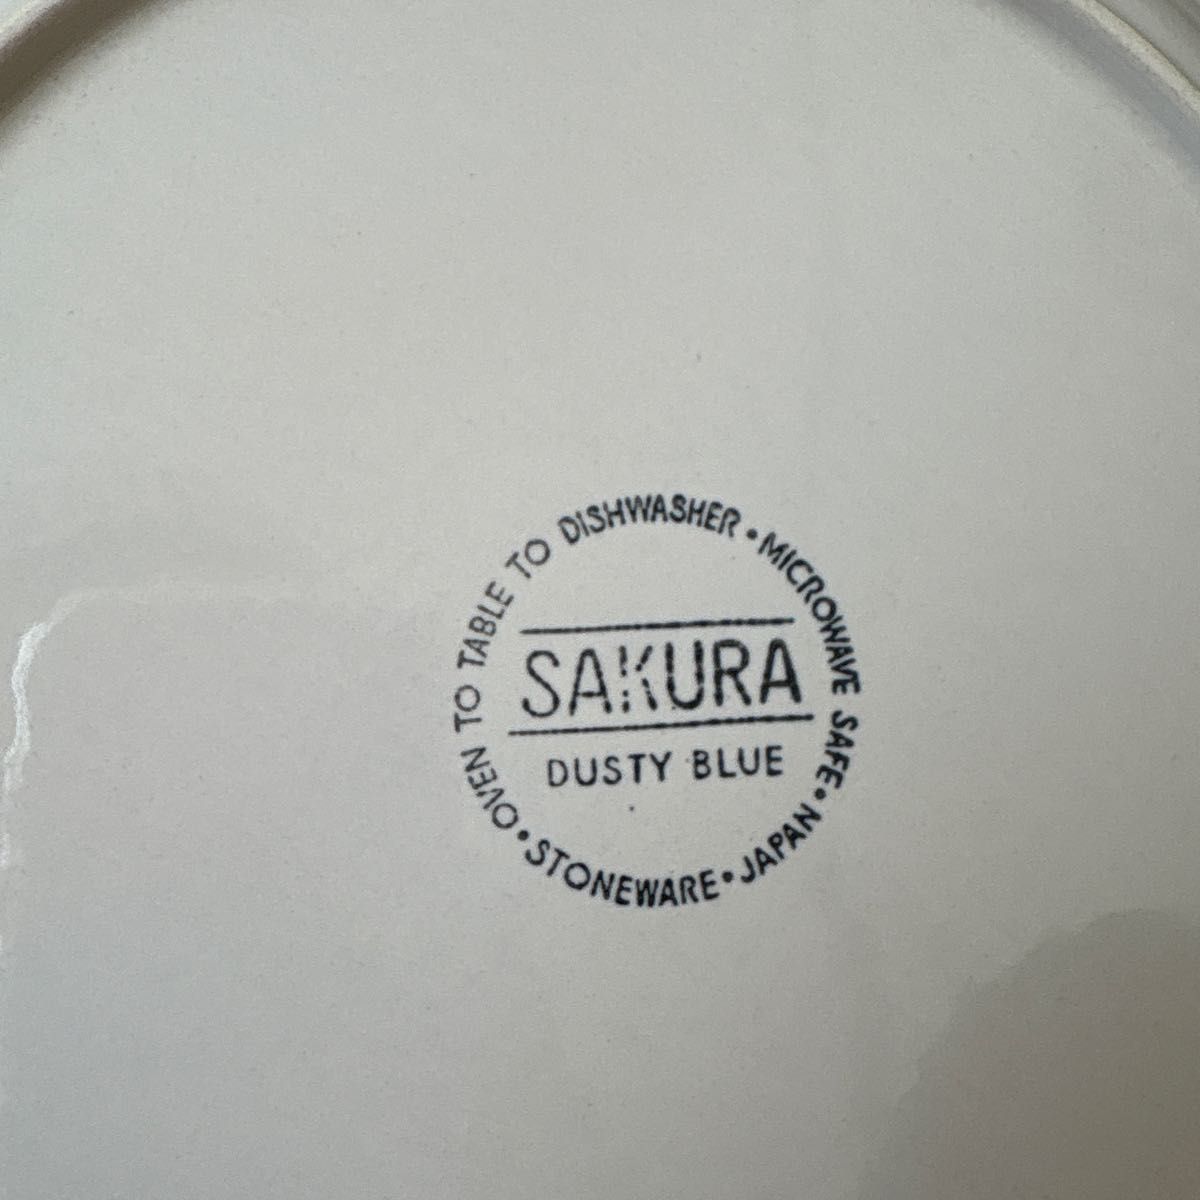 OVEN TO TABLE TO DISHWASHER • MICROWAVE SAFE • JAPAN • STONEWARE •
SAKURA
DUSTY BLUE